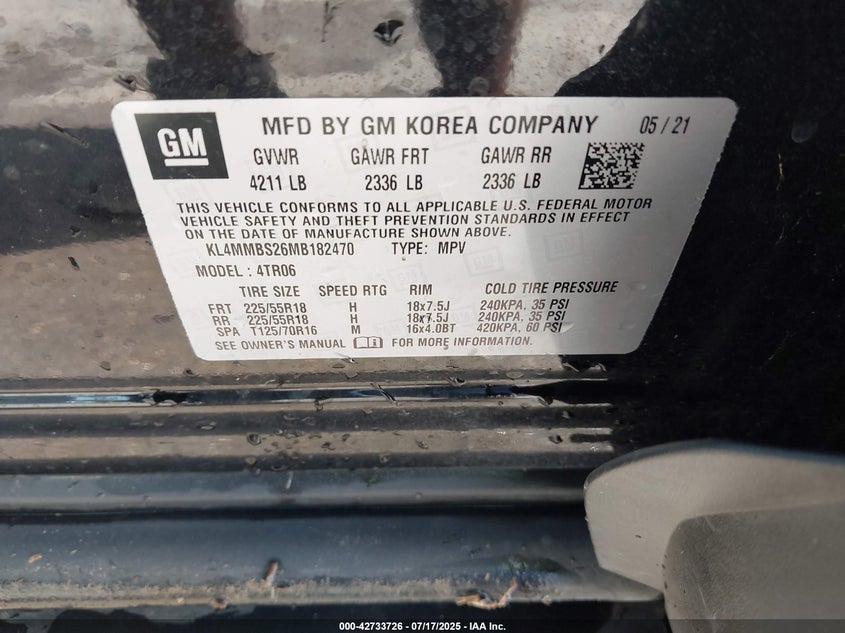 GM MFD BY GM KOREA COMPANY 05 / 21
GVWR GAWR FRT GAWR RR
4211 LB 2336 LB 2336 LB
THIS VEHICLE CONFORMS TO ALL APPLICABLE U.S. FEDERAL MOTOR
VEHICLE SAFETY AND THEFT PREVENTION STANDARDS IN EFFECT
ON THE DATE OF MANUFACTURE SHOWN ABOVE.
KL4MMBS26MB182470 TYPE: MPV
MODEL : 4TR06
TIRE SIZE SPEED RTG RIM COLD TIRE PRESSURE
FRT 225/55R18 H 18x7.5J 240KPA, 35 PSI
RR 225/55R18 H 18x7.5J 240KPA, 35 PSI
SPA T125/70R16 M 16x4.0BT 420KPA, 60 PSI
SEE OWNER'S MANUAL FOR MORE INFORMATION.
000-42733726 - 07/17/2025 - IAA Inc.